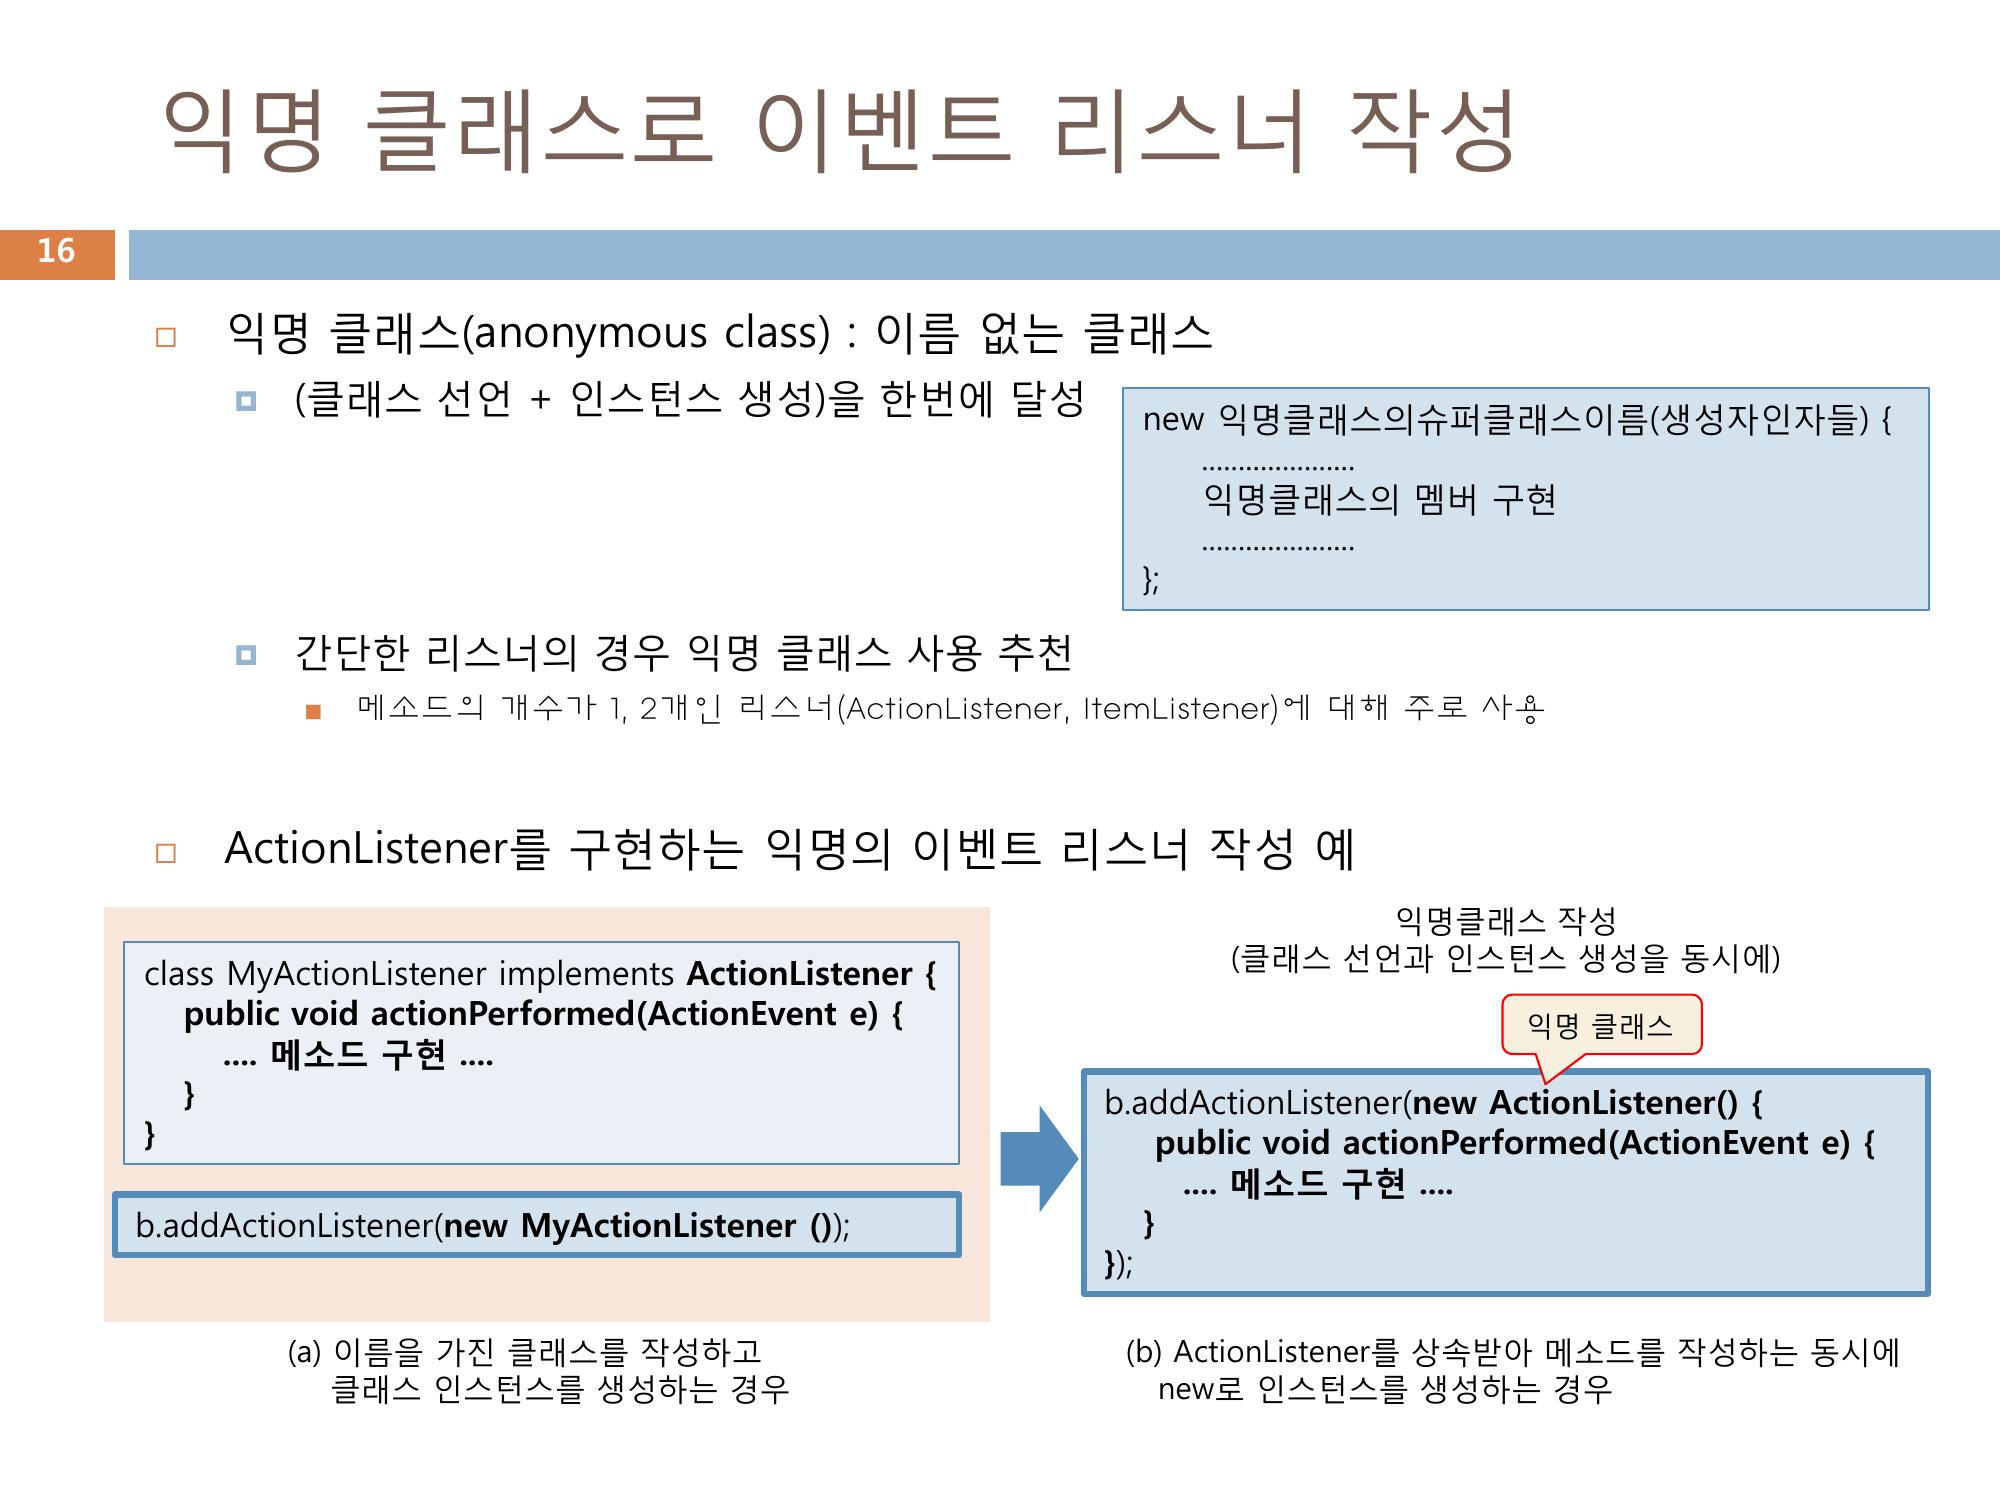 익명 클래스로 이벤트 리스너 작성
16
익명 클래스(anonymous class) : 이름 없는 클래스
(클래스 선언 + 인스턴스 생성)을 한번에 달성
new 익명클래스의슈퍼클래스이름(생성자인자들) {
.....................
익명클래스의 멤버 구현
.....................
};
간단한 리스너의 경우 익명 클래스 사용 추천
메소드의 개수가 1, 2개인 리스너(ActionListener, ItemListener)에 대해 주로 사용
ActionListener를 구현하는 익명의 이벤트 리스너 작성 예
class MyActionListener implements ActionListener {
public void actionPerformed(ActionEvent e) {
.... 메소드 구현 ....
}
}
b.addActionListener(new MyActionListener ());
(a) 이름을 가진 클래스를 작성하고
클래스 인스턴스를 생성하는 경우
익명클래스 작성
(클래스 선언과 인스턴스 생성을 동시에)
익명 클래스
b.addActionListener(new ActionListener() {
public void actionPerformed(ActionEvent e) {
.... 메소드 구현 ....
}
});
(b) ActionListener를 상속받아 메소드를 작성하는 동시에
new로 인스턴스를 생성하는 경우